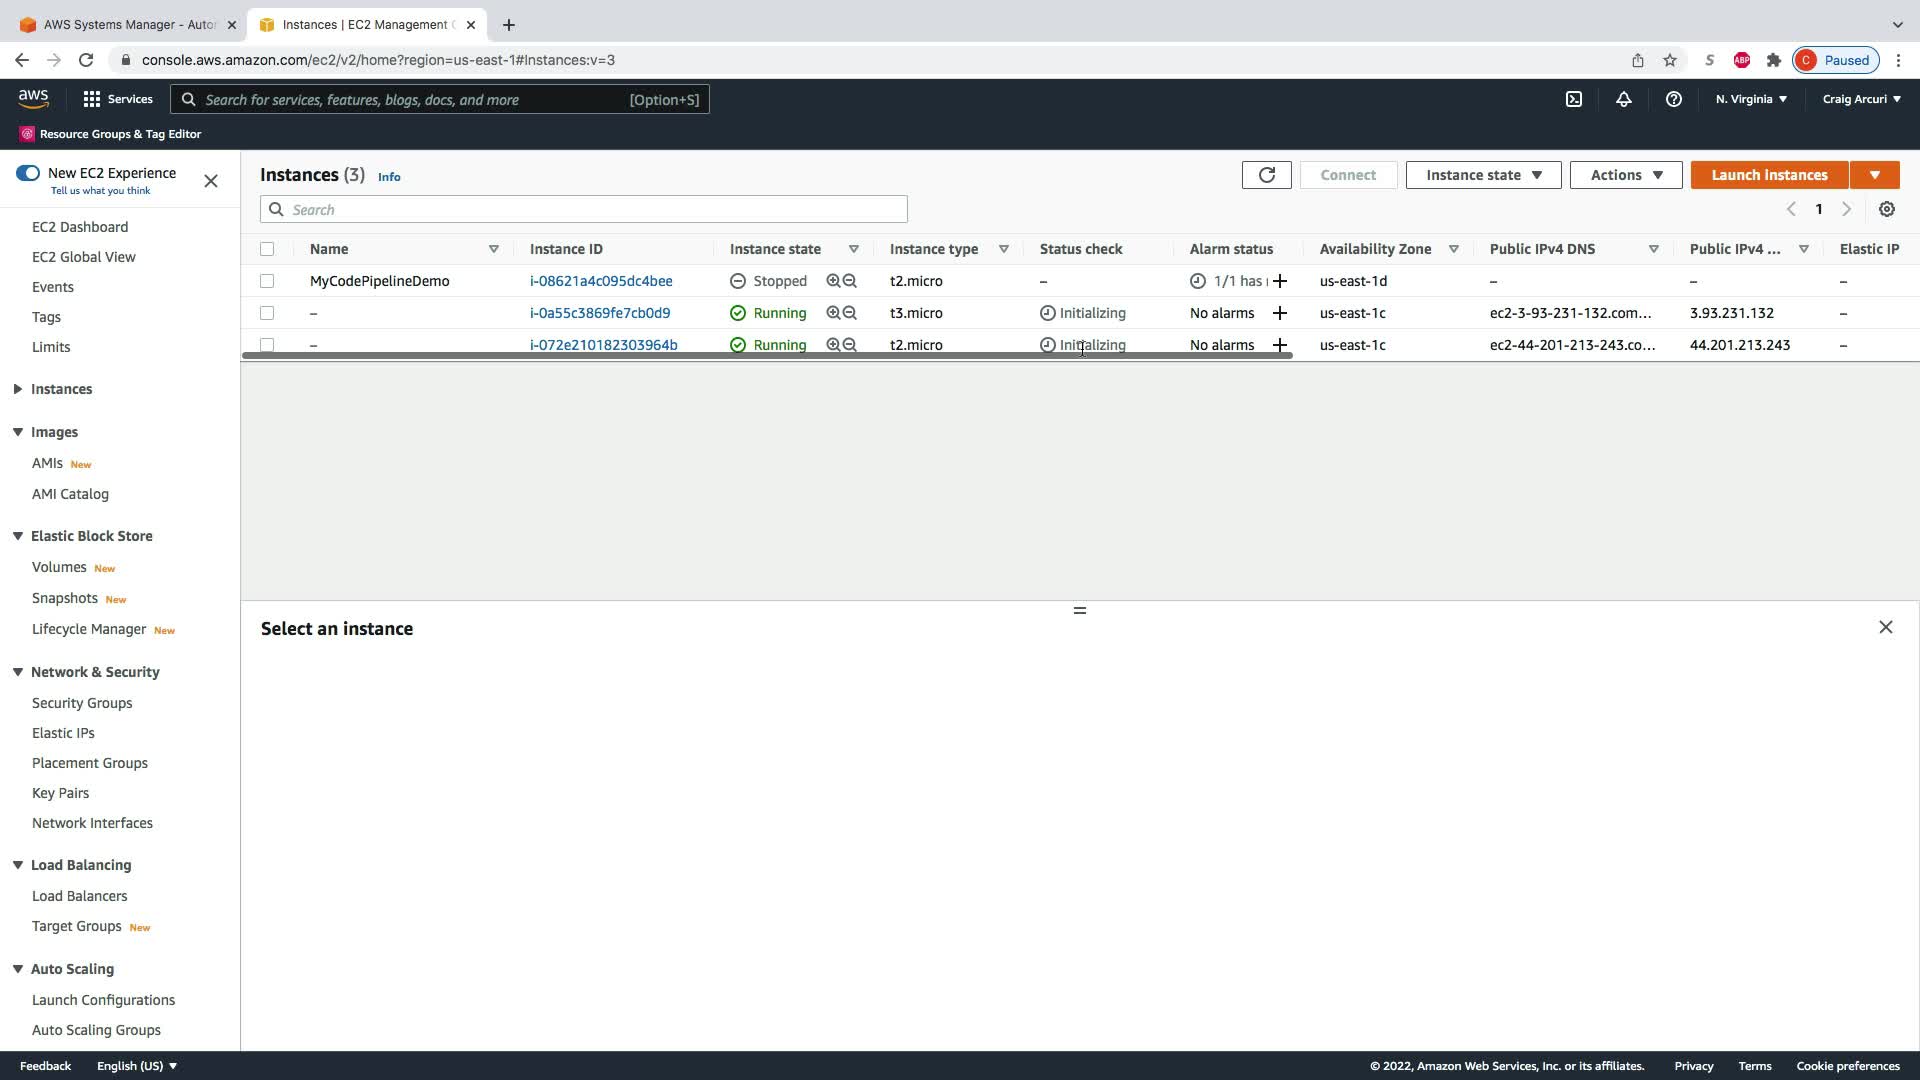 AWS Systems Manager - Auto
Instances | EC2 Management C
console.aws.amazon.com/ec2/v2/home?region=us-east-1#Instances:v=3
S
ABP
C Paused
aws
Services
Search for services, features, blogs, docs, and more [Option+S]
N. Virginia
Craig Arcuri
Resource Groups & Tag Editor
New EC2 Experience
Tell us what you think
EC2 Dashboard
EC2 Global View
Events
Tags
Limits
Instances
Images
AMIs New
AMI Catalog
Elastic Block Store
Volumes New
Snapshots New
Lifecycle Manager New
Network & Security
Security Groups
Elastic IPs
Placement Groups
Key Pairs
Network Interfaces
Load Balancing
Load Balancers
Target Groups New
Auto Scaling
Launch Configurations
Auto Scaling Groups
Instances (3) Info
Connect
Instance state
Actions
Launch Instances
Search
1
Name Instance ID Instance state Instance type Status check Alarm status Availability Zone Public IPv4 DNS Public IPv4 ... Elastic IP
MyCodePipelineDemo i-08621a4c095dc4bee Stopped t2.micro – 1/1 has + us-east-1d – – –
– i-0a55c3869fe7cb0d9 Running t3.micro Initializing No alarms + us-east-1c ec2-3-93-231-132.com... 3.93.231.132 –
– i-072e210182303964b Running t2.micro Initializing No alarms + us-east-1c ec2-44-201-213-243.co... 44.201.213.243 –
Select an instance
Feedback English (US)
© 2022, Amazon Web Services, Inc. or its affiliates. Privacy Terms Cookie preferences